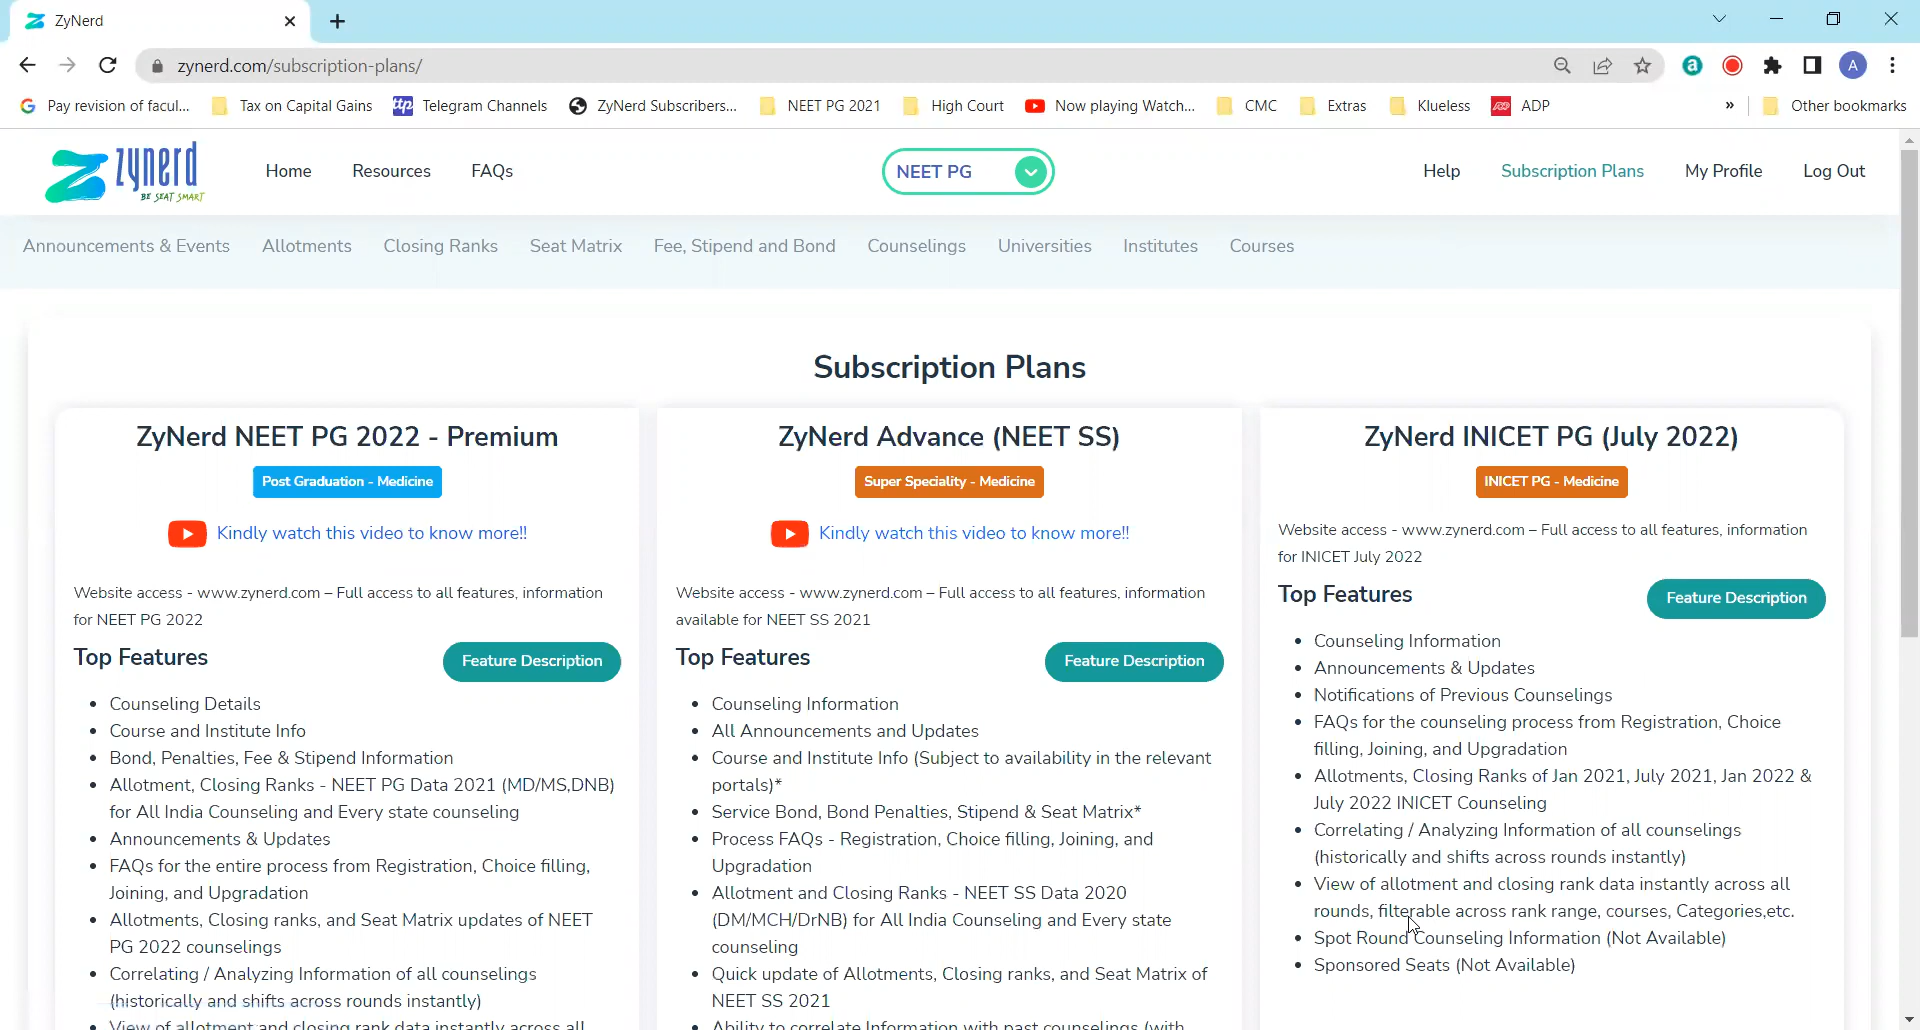 ZyNerd
zynerd.com/subscription-plans/
A
Pay revision of facul...
Tax on Capital Gains
Telegram Channels
ZyNerd Subscribers...
NEET PG 2021
High Court
Now playing Watch...
CMC
Extras
Klueless
ADP
»
Other bookmarks
zynerd
BE SEAT SMART
Home
Resources
FAQs
NEET PG
Help
Subscription Plans
My Profile
Log Out
Announcements & Events
Allotments
Closing Ranks
Seat Matrix
Fee, Stipend and Bond
Counselings
Universities
Institutes
Courses
Subscription Plans
ZyNerd NEET PG 2022 - Premium
Post Graduation - Medicine
Kindly watch this video to know more!!
Website access - www.zynerd.com – Full access to all features, information
for NEET PG 2022
Top Features
Feature Description
• Counseling Details
• Course and Institute Info
• Bond, Penalties, Fee & Stipend Information
• Allotment, Closing Ranks - NEET PG Data 2021 (MD/MS,DNB)
for All India Counseling and Every state counseling
• Announcements & Updates
• FAQs for the entire process from Registration, Choice filling,
Joining, and Upgradation
• Allotments, Closing ranks, and Seat Matrix updates of NEET
PG 2022 counselings
• Correlating / Analyzing Information of all counselings
(historically and shifts across rounds instantly)
• View of allotment and closing rank data instantly across all
ZyNerd Advance (NEET SS)
Super Speciality - Medicine
Kindly watch this video to know more!!
Website access - www.zynerd.com – Full access to all features, information
available for NEET SS 2021
Top Features
Feature Description
• Counseling Information
• All Announcements and Updates
• Course and Institute Info (Subject to availability in the relevant
portals)*
• Service Bond, Bond Penalties, Stipend & Seat Matrix*
• Process FAQs - Registration, Choice filling, Joining, and
Upgradation
• Allotment and Closing Ranks - NEET SS Data 2020
(DM/MCH/DrNB) for All India Counseling and Every state
counseling
• Quick update of Allotments, Closing ranks, and Seat Matrix of
NEET SS 2021
• Ability to correlate Information with past counselings (with
ZyNerd INICET PG (July 2022)
INICET PG - Medicine
Website access - www.zynerd.com – Full access to all features, information
for INICET July 2022
Top Features
Feature Description
• Counseling Information
• Announcements & Updates
• Notifications of Previous Counselings
• FAQs for the counseling process from Registration, Choice
filling, Joining, and Upgradation
• Allotments, Closing Ranks of Jan 2021, July 2021, Jan 2022 &
July 2022 INICET Counseling
• Correlating / Analyzing Information of all counselings
(historically and shifts across rounds instantly)
• View of allotment and closing rank data instantly across all
rounds, filterable across rank range, courses, Categories,etc.
• Spot Round Counseling Information (Not Available)
• Sponsored Seats (Not Available)